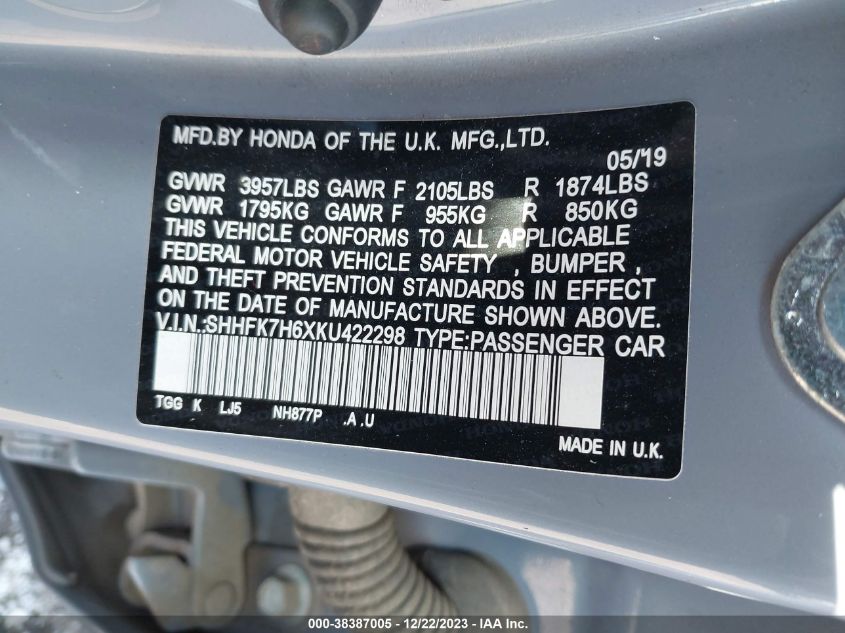 MFD.BY HONDA OF THE U.K. MFG.,LTD.
05/'19
GVWR 3957LBS GAWR F 2105LBS R 1874LBS
GVWR 1795KG GAWR F 955KG R 850KG
THIS VEHICLE CONFORMS TO ALL APPLICABLE
FEDERAL MOTOR VEHICLE SAFETY , BUMPER ,
AND THEFT PREVENTION STANDARDS IN EFFECT
ON THE DATE OF MANUFACTURE SHOWN ABOVE.
V.I.N.:SHHFK7H6XKU422298 TYPE:PASSENGER CAR
TGG K LJ5 NH877P .A .U
MADE IN U.K.
000-38387005 - 12/22/2023 - IAA Inc.